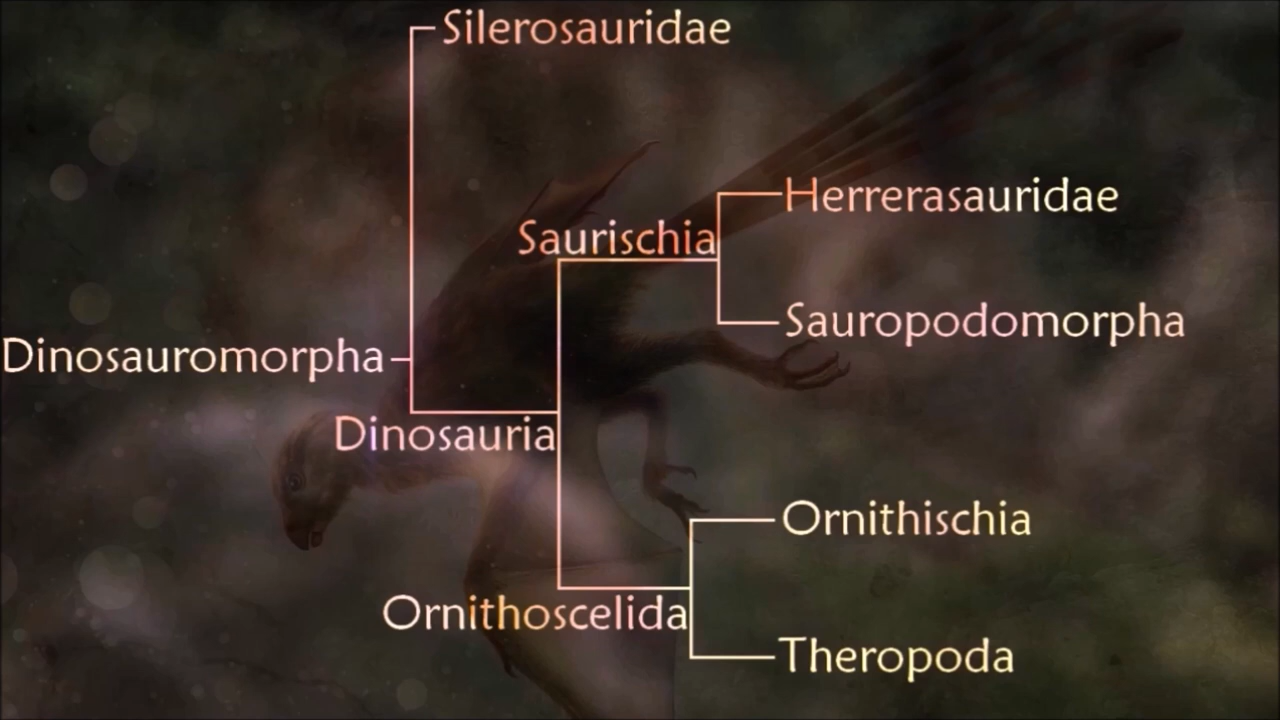 Silerosauridae
Herrerasauridae
Saurischia
Sauropodomorpha
Dinosauromorpha
Dinosauria
Ornithischia
Ornithoscelida
Theropoda